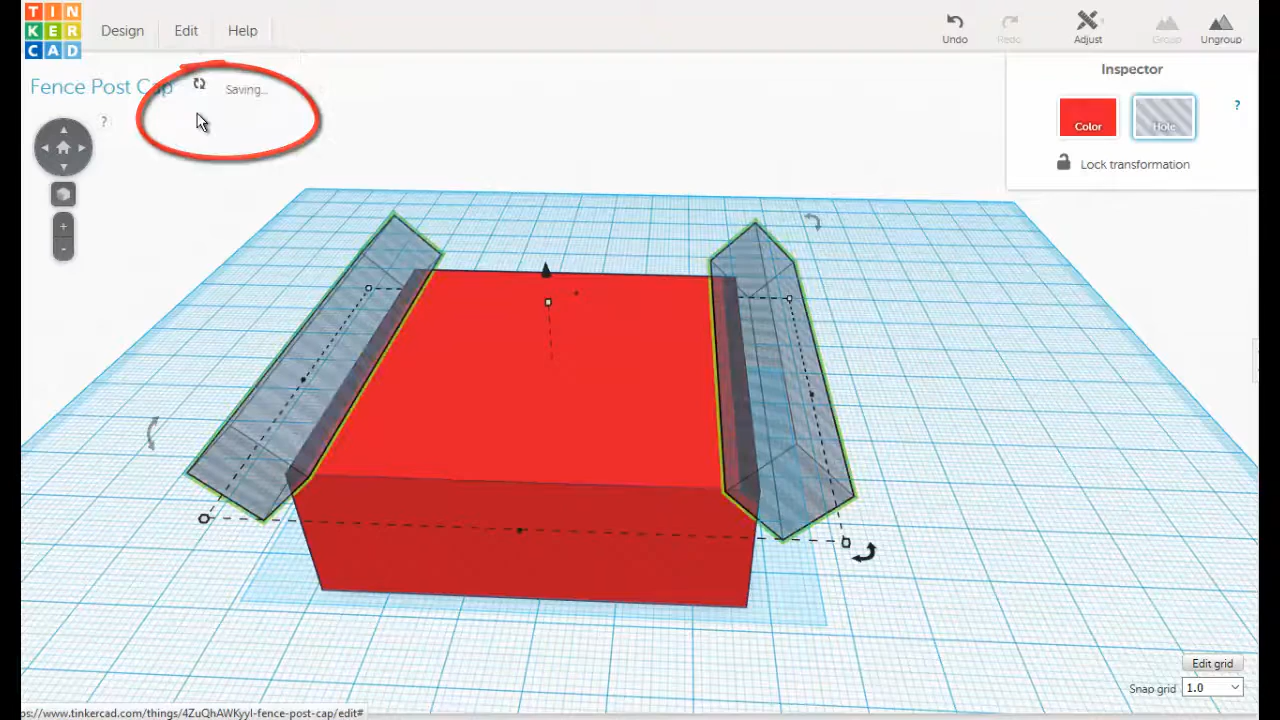 TIN
KER
CAD
Design
Edit
Help
Undo
Redo
Adjust
Group
Ungroup
Fence Post Cap
Saving...
?
Inspector
Color
Hole
?
Lock transformation
+
-
Edit grid
Snap grid
1.0
ps://www.tinkercad.com/things/4ZuQhAWKyyl-fence-post-cap/edit#